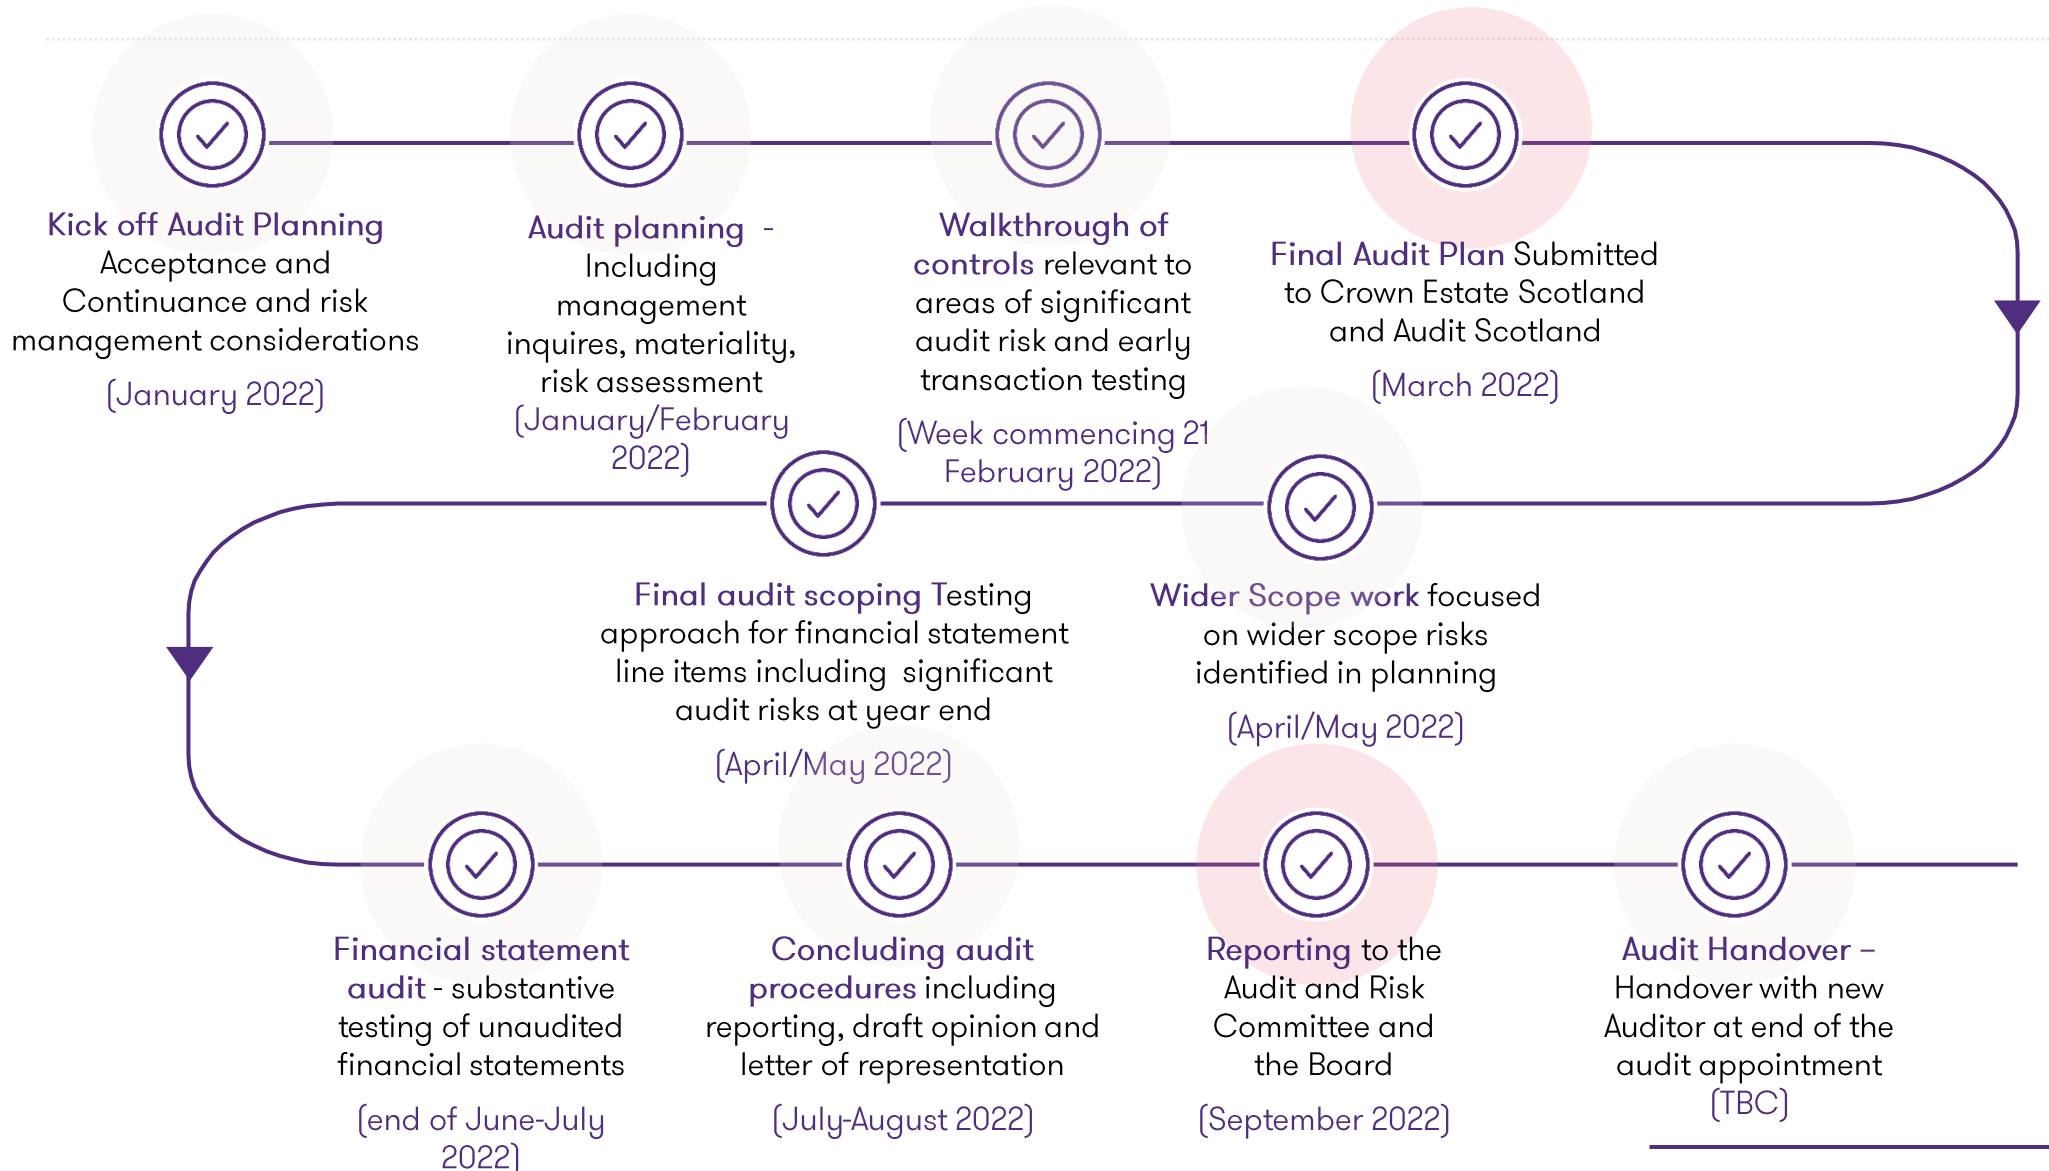 Kick off Audit Planning
Acceptance and
Continuance and risk
management considerations
(January 2022)
Audit planning -
Including
management
inquires, materiality,
risk assessment
(January/February
2022)
Walkthrough of
controls relevant to
areas of significant
audit risk and early
transaction testing
(Week commencing 21
February 2022)
Final Audit Plan Submitted
to Crown Estate Scotland
and Audit Scotland
(March 2022)
Wider Scope work focused
on wider scope risks
identified in planning
(April/May 2022)
Final audit scoping Testing
approach for financial statement
line items including significant
audit risks at year end
(April/May 2022)
Financial statement
audit - substantive
testing of unaudited
financial statements
(end of June-July
2022)
Concluding audit
procedures including
reporting, draft opinion and
letter of representation
(July-August 2022)
Reporting to the
Audit and Risk
Committee and
the Board
(September 2022)
Audit Handover –
Handover with new
Auditor at end of the
audit appointment
(TBC)